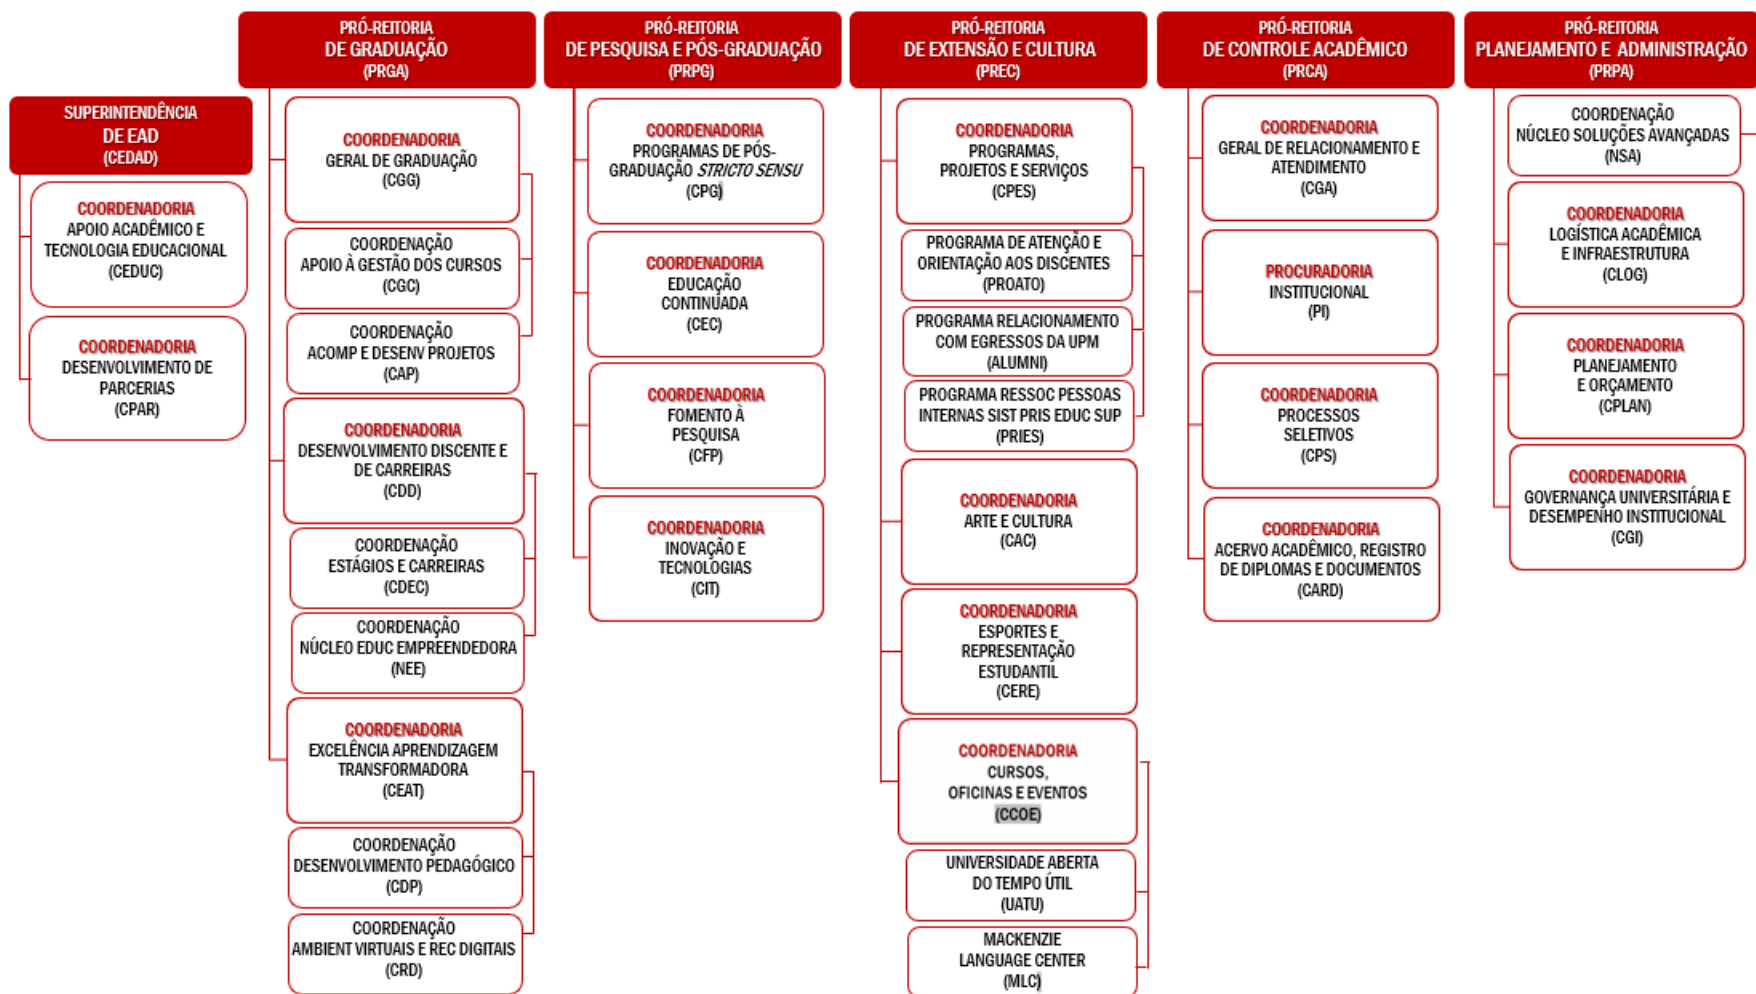 SUPERINTENDÊNCIA
DE EAD
(CEDAD)
COORDENADORIA
APOIO ACADÊMICO E
TECNOLOGIA EDUCACIONAL
(CEDUC)
COORDENADORIA
DESENVOLVIMENTO DE
PARCERIAS
(CPAR)
PRÓ-REITORIA
DE GRADUAÇÃO
(PRGA)
COORDENADORIA
GERAL DE GRADUAÇÃO
(CGG)
COORDENAÇÃO
APOIO À GESTÃO DOS CURSOS
(CGC)
COORDENAÇÃO
ACOMP E DESENV PROJETOS
(CAP)
COORDENADORIA
DESENVOLVIMENTO DISCENTE E
DE CARREIRAS
(CDD)
COORDENAÇÃO
ESTÁGIOS E CARREIRAS
(CDEC)
COORDENAÇÃO
NÚCLEO EDUC EMPREENDEDORA
(NEE)
COORDENADORIA
EXCELÊNCIA APRENDIZAGEM
TRANSFORMADORA
(CEAT)
COORDENAÇÃO
DESENVOLVIMENTO PEDAGÓGICO
(CDP)
COORDENAÇÃO
AMBIENT VIRTUAIS E REC DIGITAIS
(CRD)
PRÓ-REITORIA
DE PESQUISA E PÓS-GRADUAÇÃO
(PRPG)
COORDENADORIA
PROGRAMAS DE PÓS-
GRADUAÇÃO STRICTO SENSU
(CPG)
COORDENADORIA
EDUCAÇÃO
CONTINUADA
(CEC)
COORDENADORIA
FOMENTO À
PESQUISA
(CFP)
COORDENADORIA
INOVAÇÃO E
TECNOLOGIAS
(CIT)
PRÓ-REITORIA
DE EXTENSÃO E CULTURA
(PREC)
COORDENADORIA
PROGRAMAS,
PROJETOS E SERVIÇOS
(CPES)
PROGRAMA DE ATENÇÃO E
ORIENTAÇÃO AOS DISCENTES
(PROATO)
PROGRAMA RELACIONAMENTO
COM EGRESSOS DA UPM
(ALUMNI)
PROGRAMA RESSOC PESSOAS
INTERNAS SIST PRIS EDUC SUP
(PRIES)
COORDENADORIA
ARTE E CULTURA
(CAC)
COORDENADORIA
ESPORTES E
REPRESENTAÇÃO
ESTUDANTIL
(CERE)
COORDENADORIA
CURSOS,
OFICINAS E EVENTOS
(CCOE)
UNIVERSIDADE ABERTA
DO TEMPO ÚTIL
(UATU)
MACKENZIE
LANGUAGE CENTER
(MLC)
PRÓ-REITORIA
DE CONTROLE ACADÊMICO
(PRCA)
COORDENADORIA
GERAL DE RELACIONAMENTO E
ATENDIMENTO
(CGA)
PROCURADORIA
INSTITUCIONAL
(PI)
COORDENADORIA
PROCESSOS
SELETIVOS
(CPS)
COORDENADORIA
ACERVO ACADÊMICO, REGISTRO
DE DIPLOMAS E DOCUMENTOS
(CARD)
PRÓ-REITORIA
PLANEJAMENTO E ADMINISTRAÇÃO
(PRPA)
COORDENAÇÃO
NÚCLEO SOLUÇÕES AVANÇADAS
(NSA)
COORDENADORIA
LOGÍSTICA ACADÊMICA
E INFRAESTRUTURA
(CLOG)
COORDENADORIA
PLANEJAMENTO
E ORÇAMENTO
(CPLAN)
COORDENADORIA
GOVERNANÇA UNIVERSITÁRIA E
DESEMPENHO INSTITUCIONAL
(CGI)